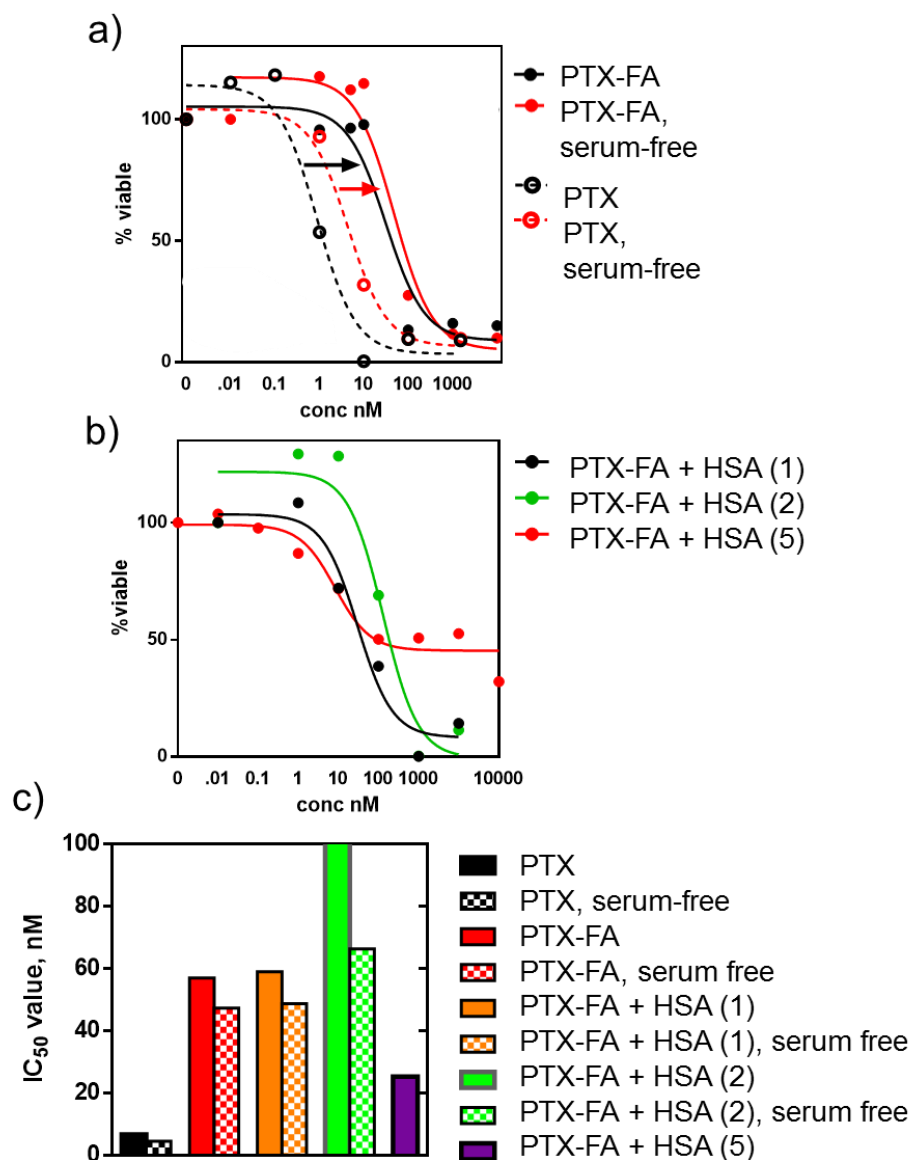 a)
% viable
100
50
0
0 .01 0.1 1 10 100 1000
conc nM
PTX-FA
PTX-FA,
serum-free
PTX
PTX,
serum-free
b)
%viable
100
50
0
0 .01 0.1 1 10 100 1000 10000
conc nM
PTX-FA + HSA (1)
PTX-FA + HSA (2)
PTX-FA + HSA (5)
c)
IC50 value, nM
100
80
60
40
20
0
PTX
PTX, serum-free
PTX-FA
PTX-FA, serum free
PTX-FA + HSA (1)
PTX-FA + HSA (1), serum free
PTX-FA + HSA (2)
PTX-FA + HSA (2), serum free
PTX-FA + HSA (5)